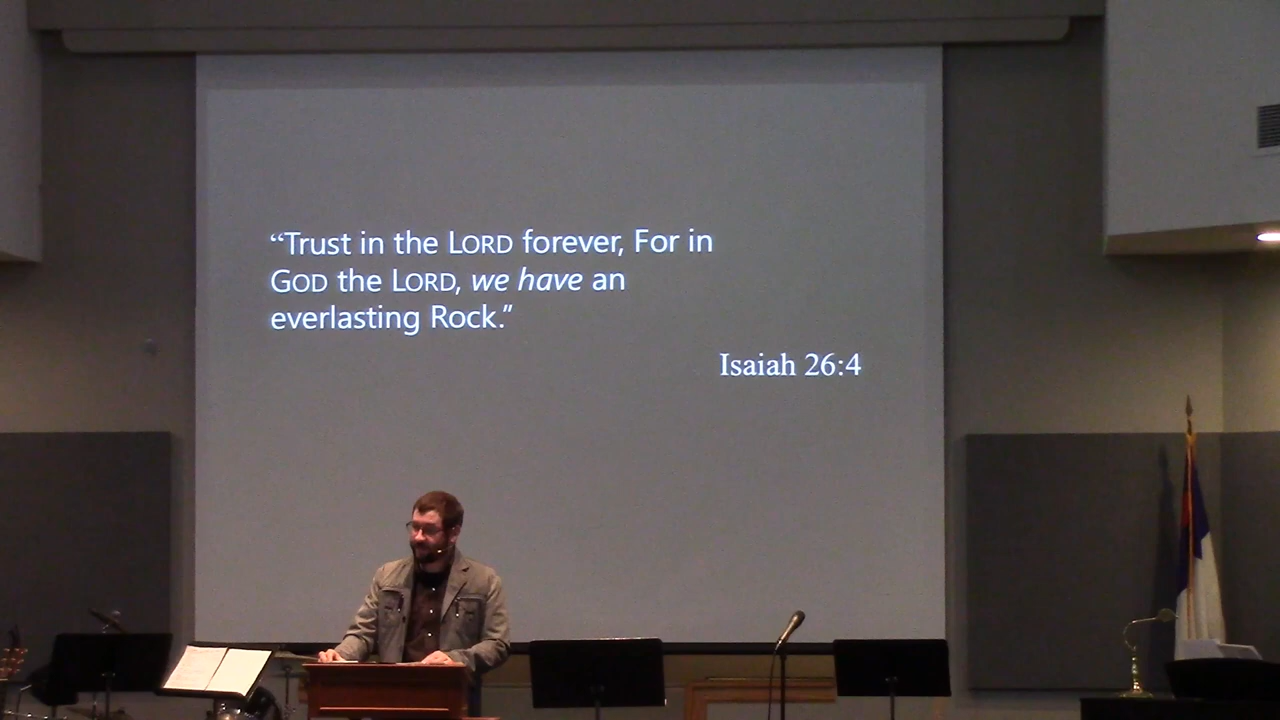 “Trust in the LORD forever, For in
GOD the LORD, we have an
everlasting Rock.”
Isaiah 26:4